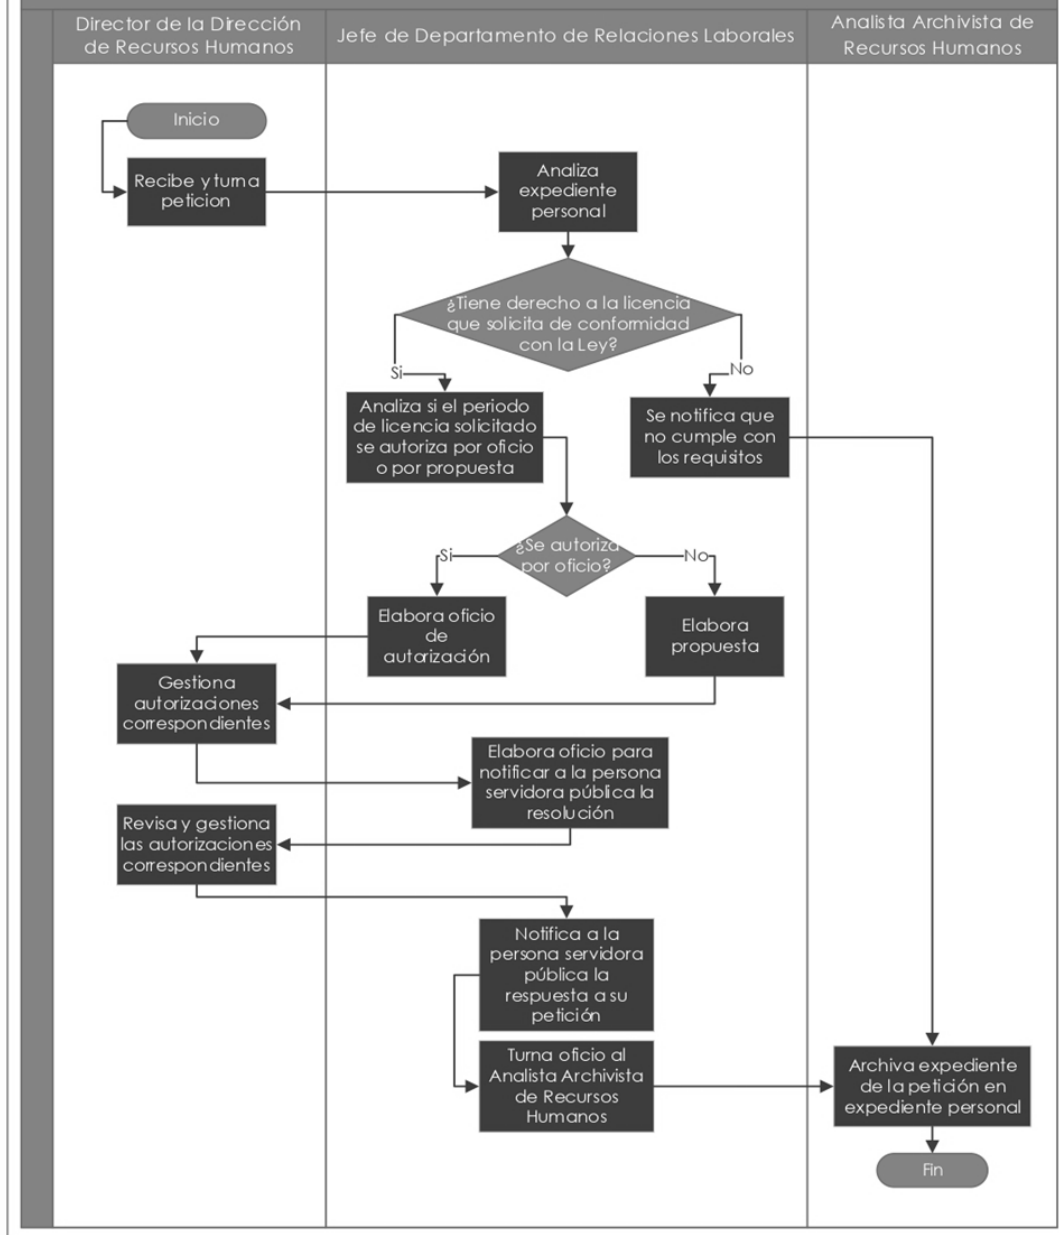 Director de la Dirección
de Recursos Humanos
Jefe de Departamento de Relaciones Laborales
Analista Archivista de
Recursos Humanos
Inicio
Recibe y turna
peticion
Analiza
expediente
personal
¿Tiene derecho a la licencia
que solicita de conformidad
con la Ley?
Si
No
Analiza si el periodo
de licencia solicitado
se autoriza por oficio
o por propuesta
Se notifica que
no cumple con
los requisitos
¿Se autoriza
por oficio?
Si
No
Elabora oficio
de
autorización
Elabora
propuesta
Gestiona
autorizaciones
correspondientes
Elabora oficio para
notificar a la persona
servidora pública la
resolución
Revisa y gestiona
las autorizaciones
correspondientes
Notifica a la
persona servidora
pública la
respuesta a su
petición
Turna oficio al
Analista Archivista
de Recursos
Humanos
Archiva expediente
de la petición en
expediente personal
Fin